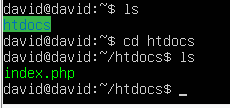 david@david:~$ ls
htdocs
david@david:~$ cd htdocs
david@david:~/htdocs$ ls
index.php
david@david:~/htdocs$ _